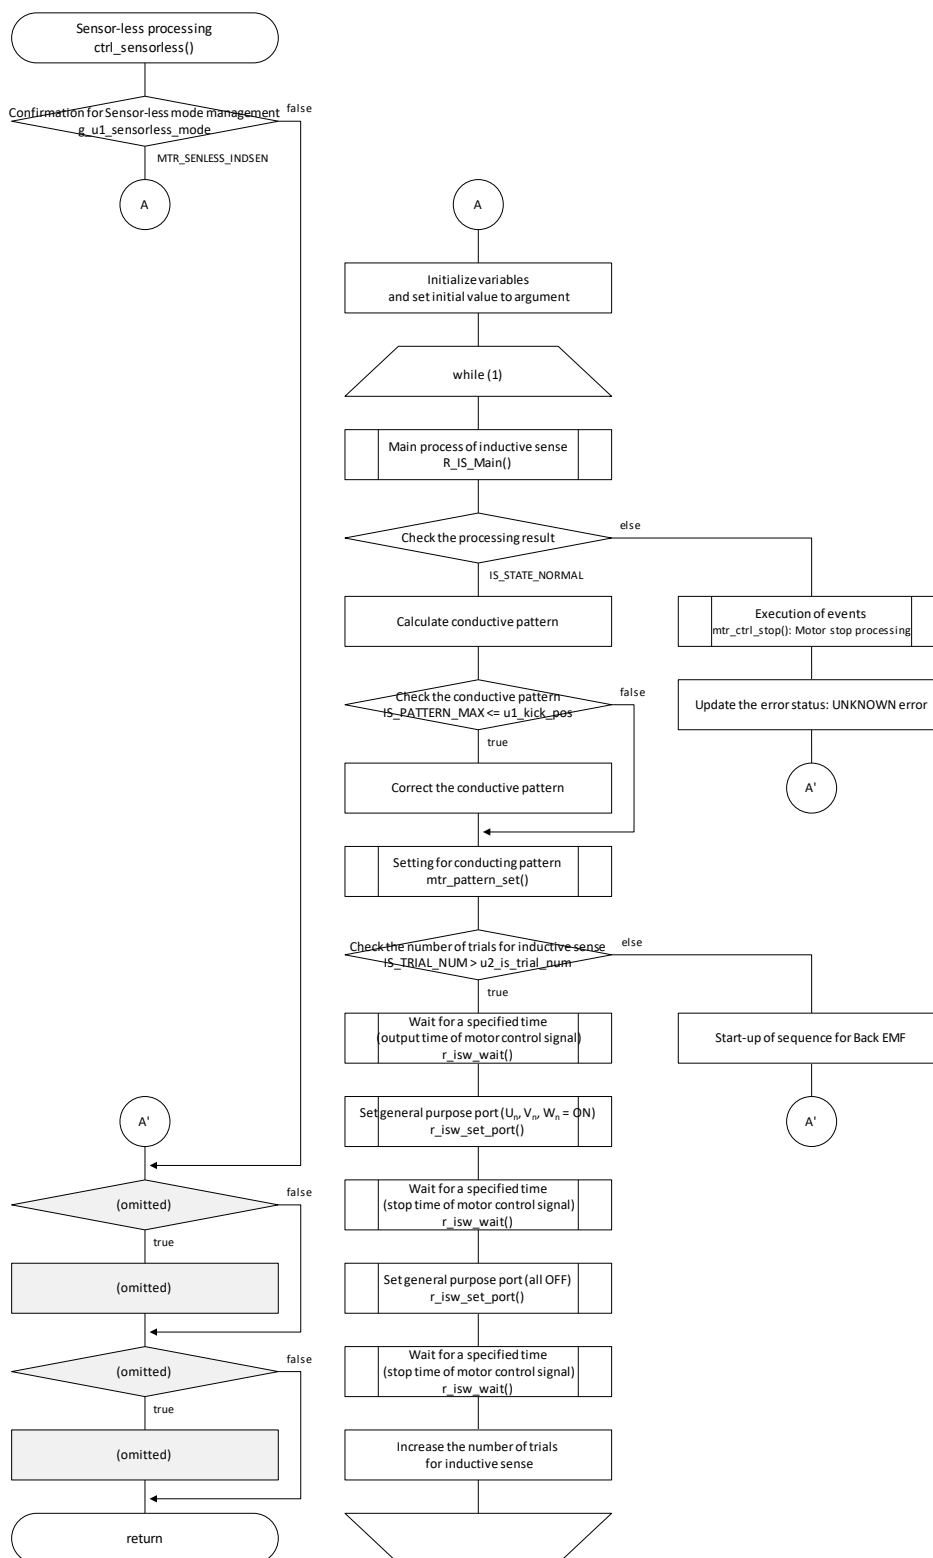 Sensor-less processing
ctrl_sensorless()
Confirmation for Sensor-less mode management
g_u1_sensorless_mode
false
MTR_SENLESS_INDSEN
A
A
Initialize variables
and set initial value to argument
while (1)
Main process of inductive sense
R_IS_Main()
Check the processing result
else
IS_STATE_NORMAL
Calculate conductive pattern
Execution of events
mtr_ctrl_stop(): Motor stop processing
Check the conductive pattern
IS_PATTERN_MAX <= u1_kick_pos
false
true
Update the error status: UNKNOWN error
A'
Correct the conductive pattern
Setting for conducting pattern
mtr_pattern_set()
Check the number of trials for inductive sense
IS_TRIAL_NUM > u2_is_trial_num
else
true
Wait for a specified time
(output time of motor control signal)
r_isw_wait()
Start-up of sequence for Back EMF
A'
Set general purpose port (Un, Vn, Wn = ON)
r_isw_set_port()
Wait for a specified time
(stop time of motor control signal)
r_isw_wait()
Set general purpose port (all OFF)
r_isw_set_port()
Wait for a specified time
(stop time of motor control signal)
r_isw_wait()
Increase the number of trials
for inductive sense
A'
(omitted)
false
true
(omitted)
(omitted)
false
true
(omitted)
return